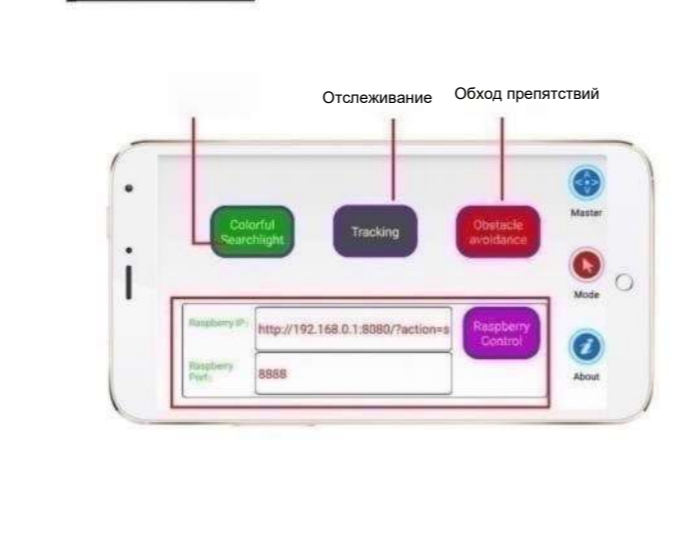 Отслеживание
Обход препятствий
Colorful
Searchlight
Tracking
Obstacle
avoidance
Master
Mode
Raspberry IP:
http://192.168.0.1:8080/?action=s
Raspberry
Control
Raspberry
Port:
8888
About